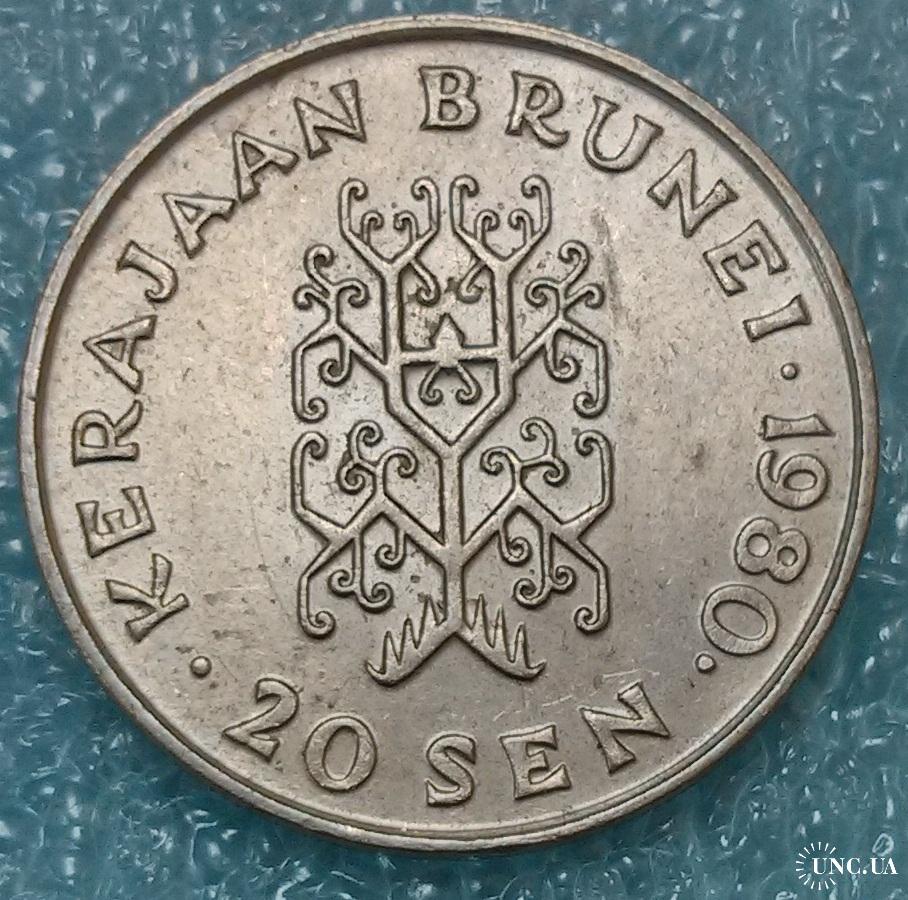 KERAJAAN BRUNEI · 1980 ·
20 SEN ·
UNC.UA